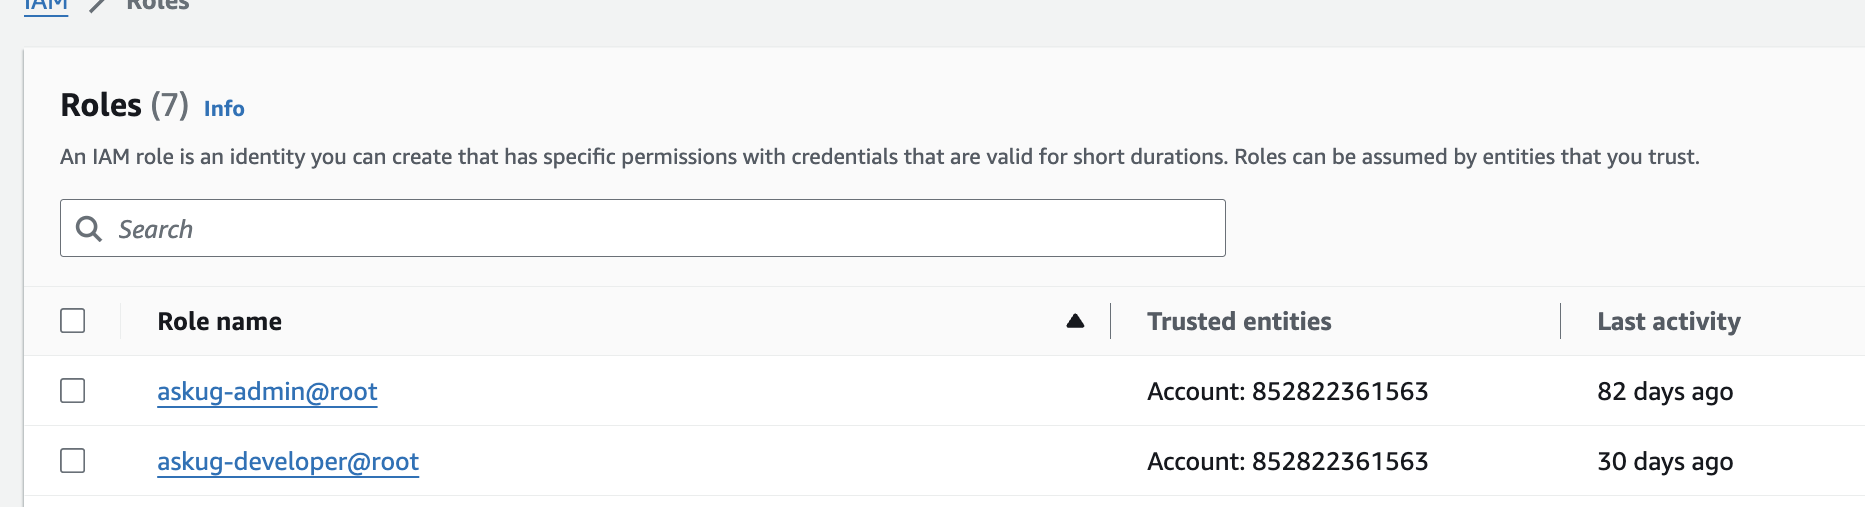 IAM > Roles
Roles (7) Info
An IAM role is an identity you can create that has specific permissions with credentials that are valid for short durations. Roles can be assumed by entities that you trust.
Search
Role name ▲ Trusted entities Last activity
askug-admin@root Account: 852822361563 82 days ago
askug-developer@root Account: 852822361563 30 days ago